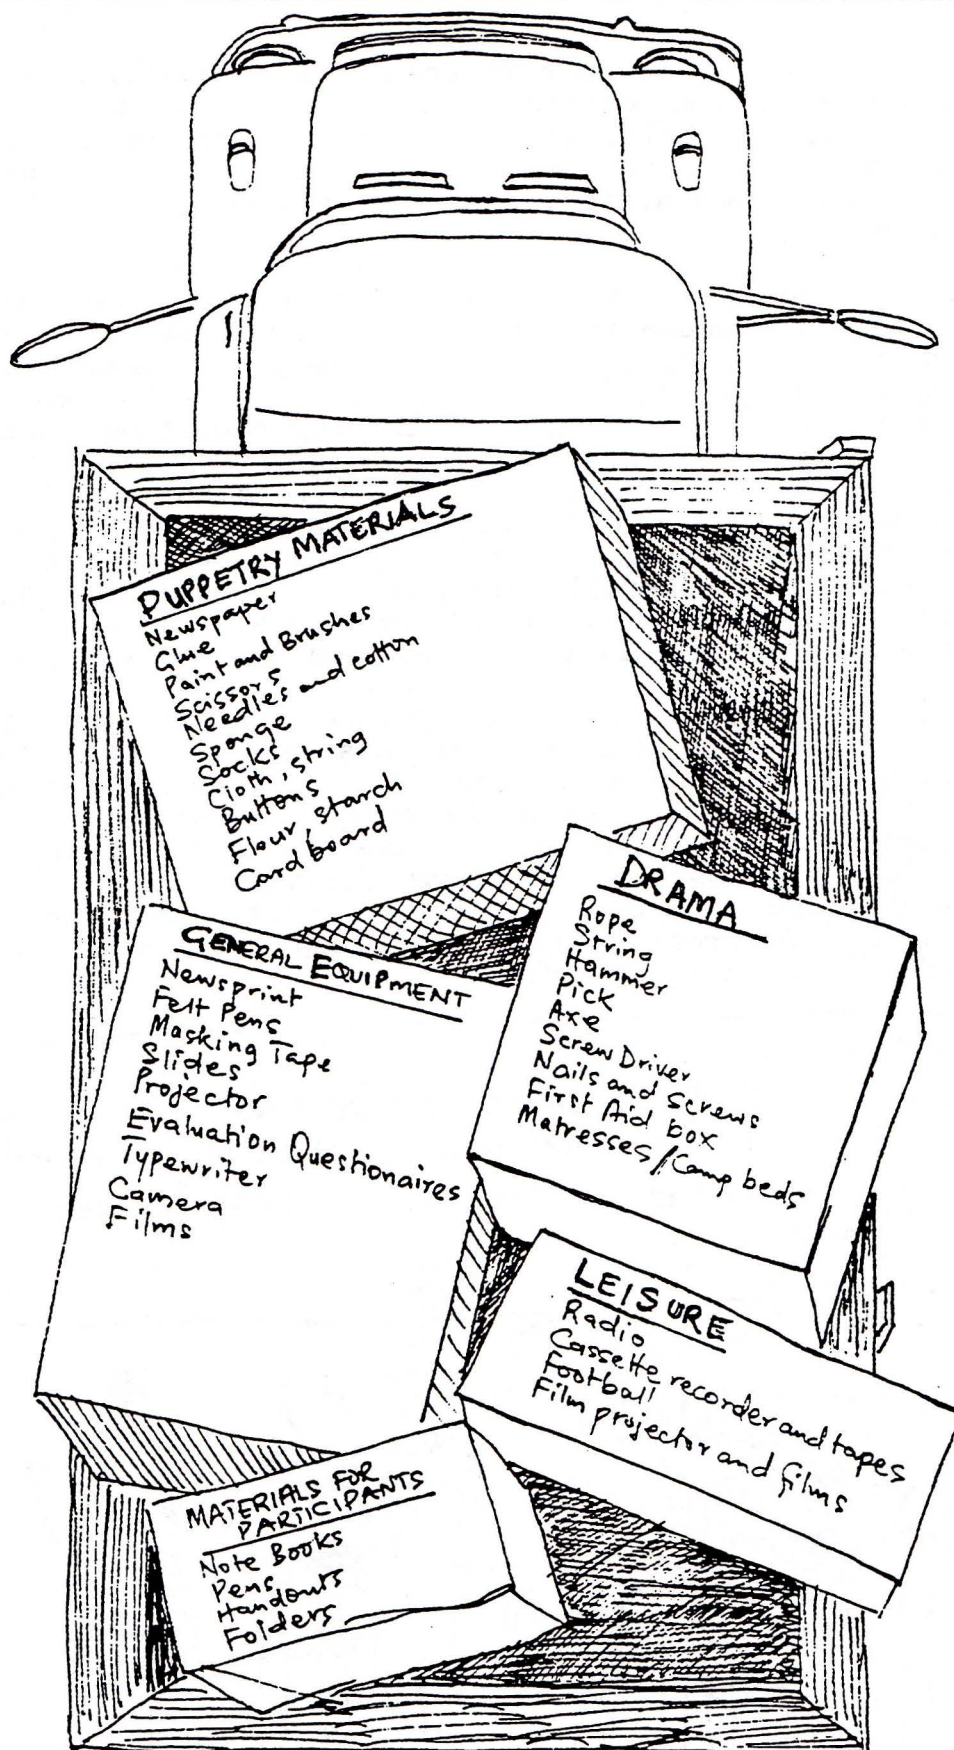 PUPPETRY MATERIALS
Newspaper
Glue
Paint and Brushes
Scissors
Needles and cotton
Sponge
Socks
Cloth, string
Buttons
Flour, Starch
Card board
DRAMA
Rope
String
Hammer
Pick
Axe
Screw Driver
Nails and screws
First Aid box
Matresses/Camp beds
GENERAL EQUIPMENT
Newsprint
Felt Pens
Masking Tape
Slides
Projector
Evaluation Questionaires
Typewriter
Camera
Films
LEISURE
Radio
Cassette recorder and tapes
Football
Film projector and films
MATERIALS FOR
PARTICIPANTS
Note Books
Pens
Handouts
Folders